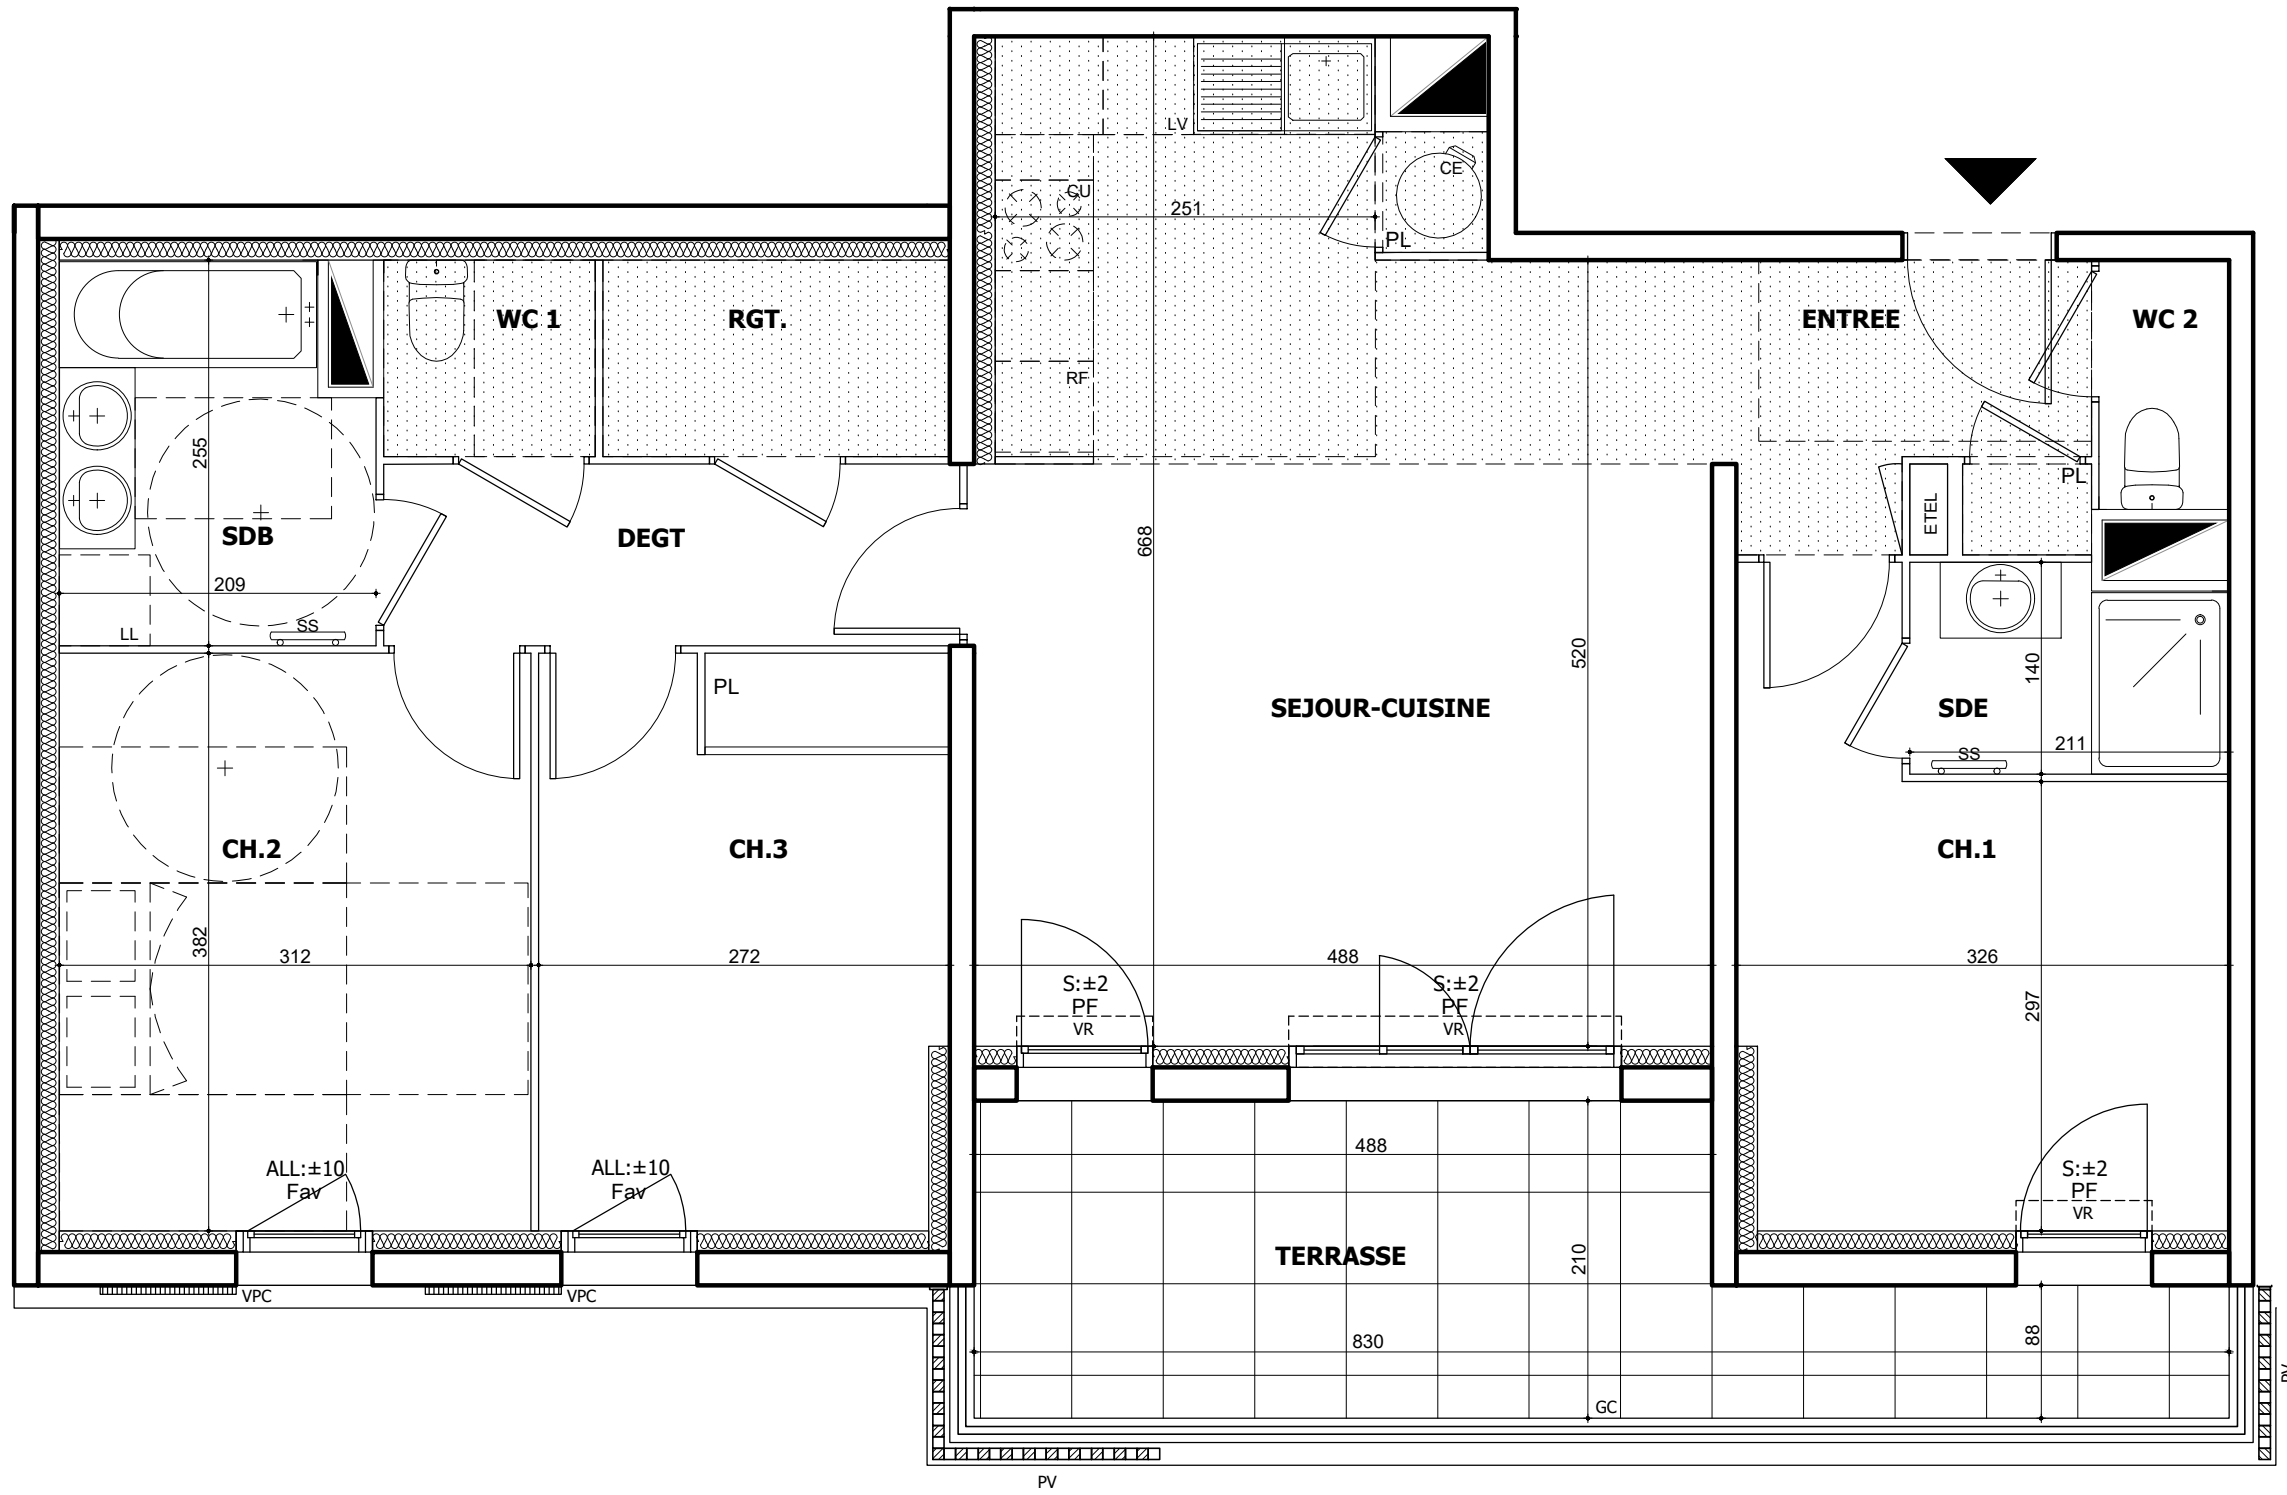 LV
CE
CU
251
PL
WC 1
RGT.
ENTREE
WC 2
RF
255
PL
ETEL
SDB
DEGT
668
209
520
LL
SS
140
PL
SEJOUR-CUISINE
SDE
211
SS
CH.2
CH.3
CH.1
382
312
272
488
326
S:±2
PF
VR
S:±2
PF
VR
297
488
ALL:±10
Fav
ALL:±10
Fav
S:±2
PF
VR
TERRASSE
210
VPC
VPC
830
88
PV
GC
PV